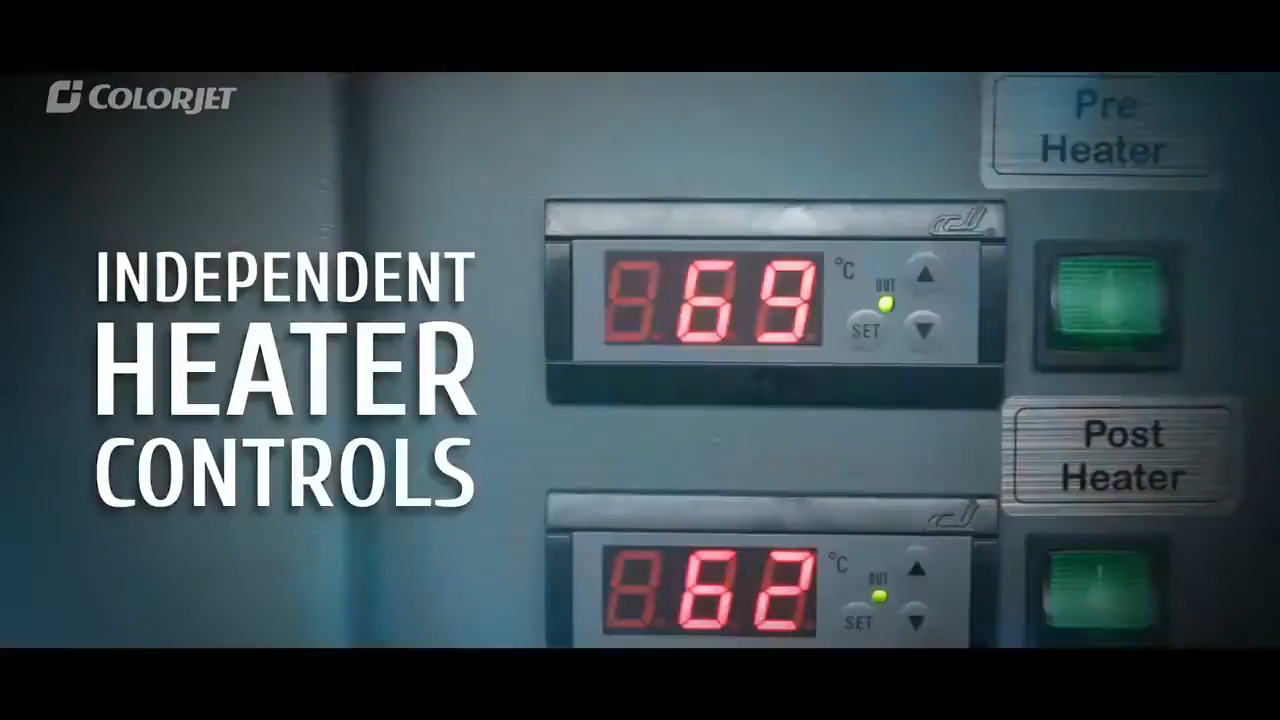 COLORJET
INDEPENDENT
HEATER
CONTROLS
Pre
Heater
69 °C
OUT
SET
Post
Heater
62 °C
OUT
SET